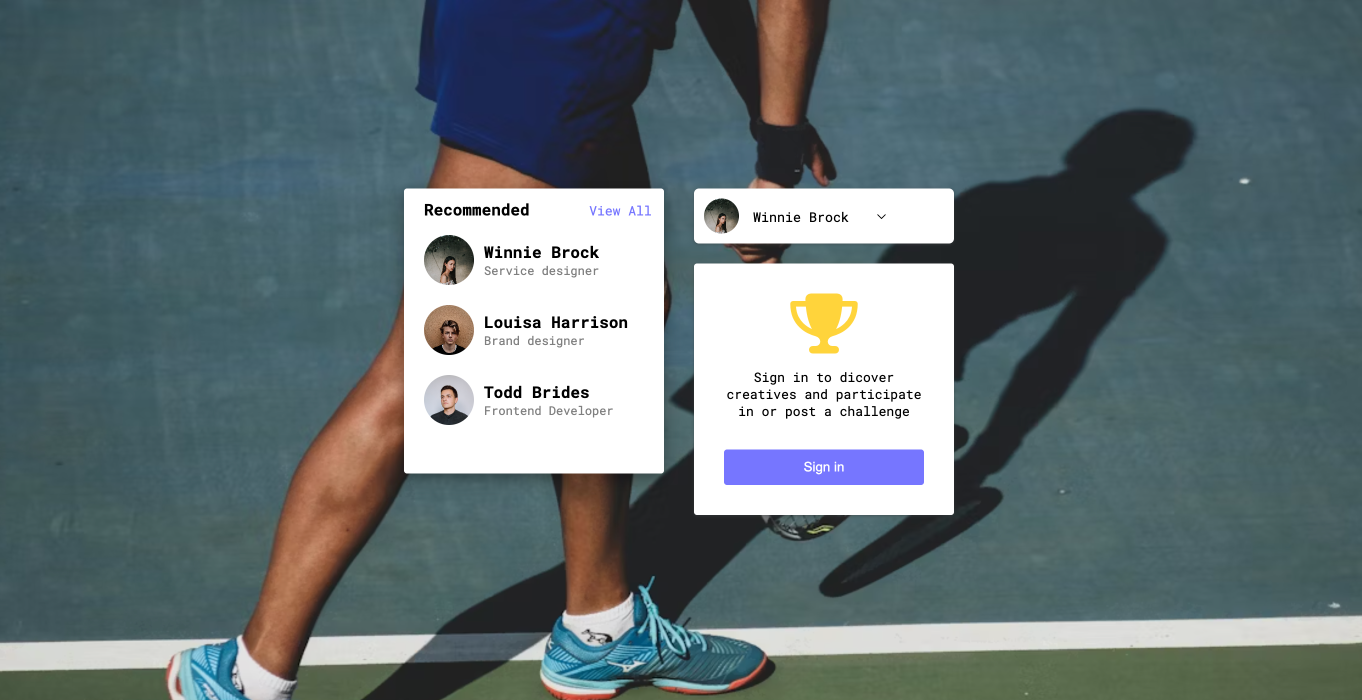 Recommended
View All
Winnie Brock
Service designer
Louisa Harrison
Brand designer
Todd Brides
Frontend Developer
Winnie Brock
Sign in to dicover
creatives and participate
in or post a challenge
Sign in